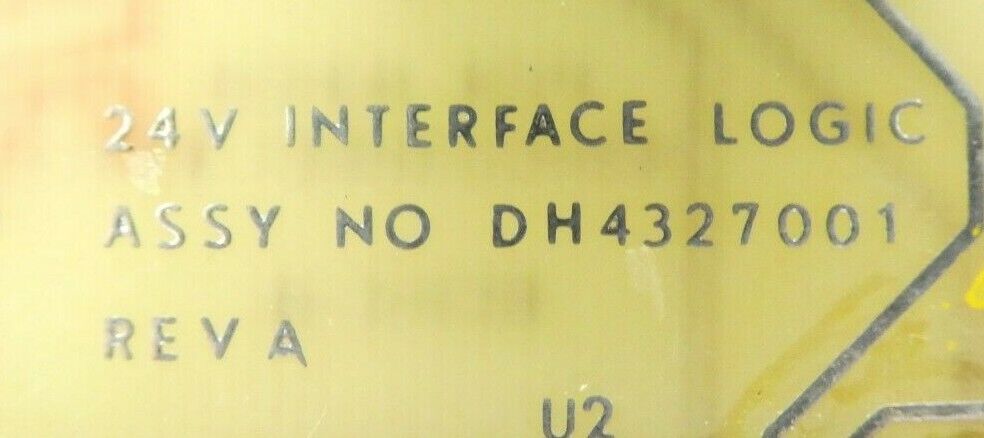 24V INTERFACE LOGIC
ASSY NO DH4327001
REV A
U2